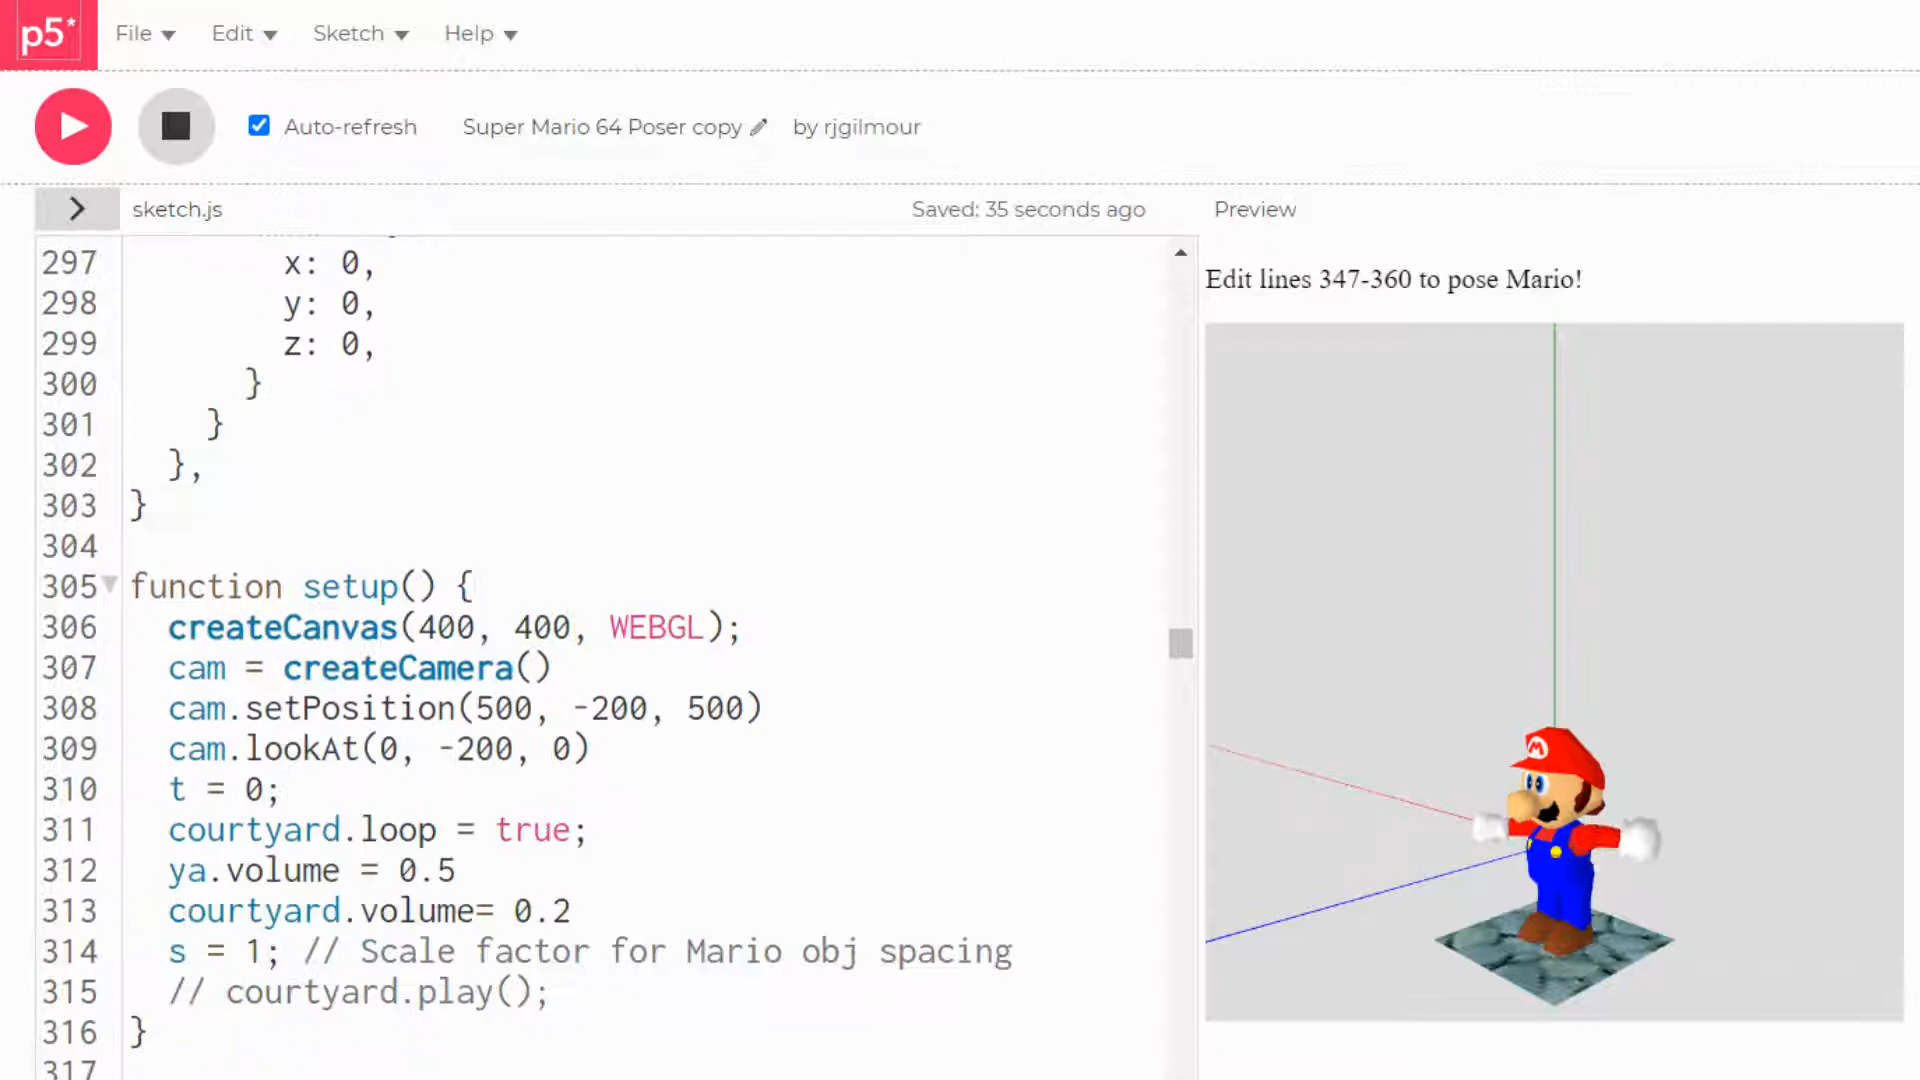 p5* File Edit Sketch Help
Auto-refresh Super Mario 64 Poser copy by rjgilmour
> sketch.js Saved: 35 seconds ago Preview
Edit lines 347-360 to pose Mario!
297 x: 0,
298 y: 0,
299 z: 0,
300 }
301 }
302 },
303 }
304
305 function setup() {
306 createCanvas(400, 400, WEBGL);
307 cam = createCamera()
308 cam.setPosition(500, -200, 500)
309 cam.lookAt(0, -200, 0)
310 t = 0;
311 courtyard.loop = true;
312 ya.volume = 0.5
313 courtyard.volume= 0.2
314 s = 1; // Scale factor for Mario obj spacing
315 // courtyard.play();
316 }
317
M